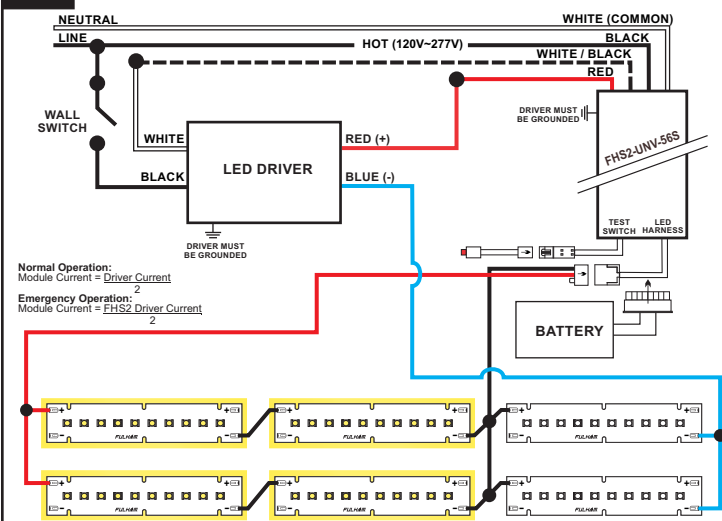 NEUTRAL
WHITE (COMMON)
LINE
HOT (120V~277V)
BLACK
WHITE / BLACK
RED
WALL
SWITCH
WHITE
BLACK
LED DRIVER
RED (+)
BLUE (-)
DRIVER MUST
BE GROUNDED
DRIVER MUST
BE GROUNDED
FHS2-UNV-56S
TEST
SWITCH
LED
HARNESS
Normal Operation:
Module Current = Driver Current
2
Emergency Operation:
Module Current = FHS2 Driver Current
2
BATTERY
+ +
- -
FULHAM
+ +
- -
FULHAM
+ +
- -
FULHAM
+ +
- -
FULHAM
+ +
- -
FULHAM
+ +
- -
FULHAM